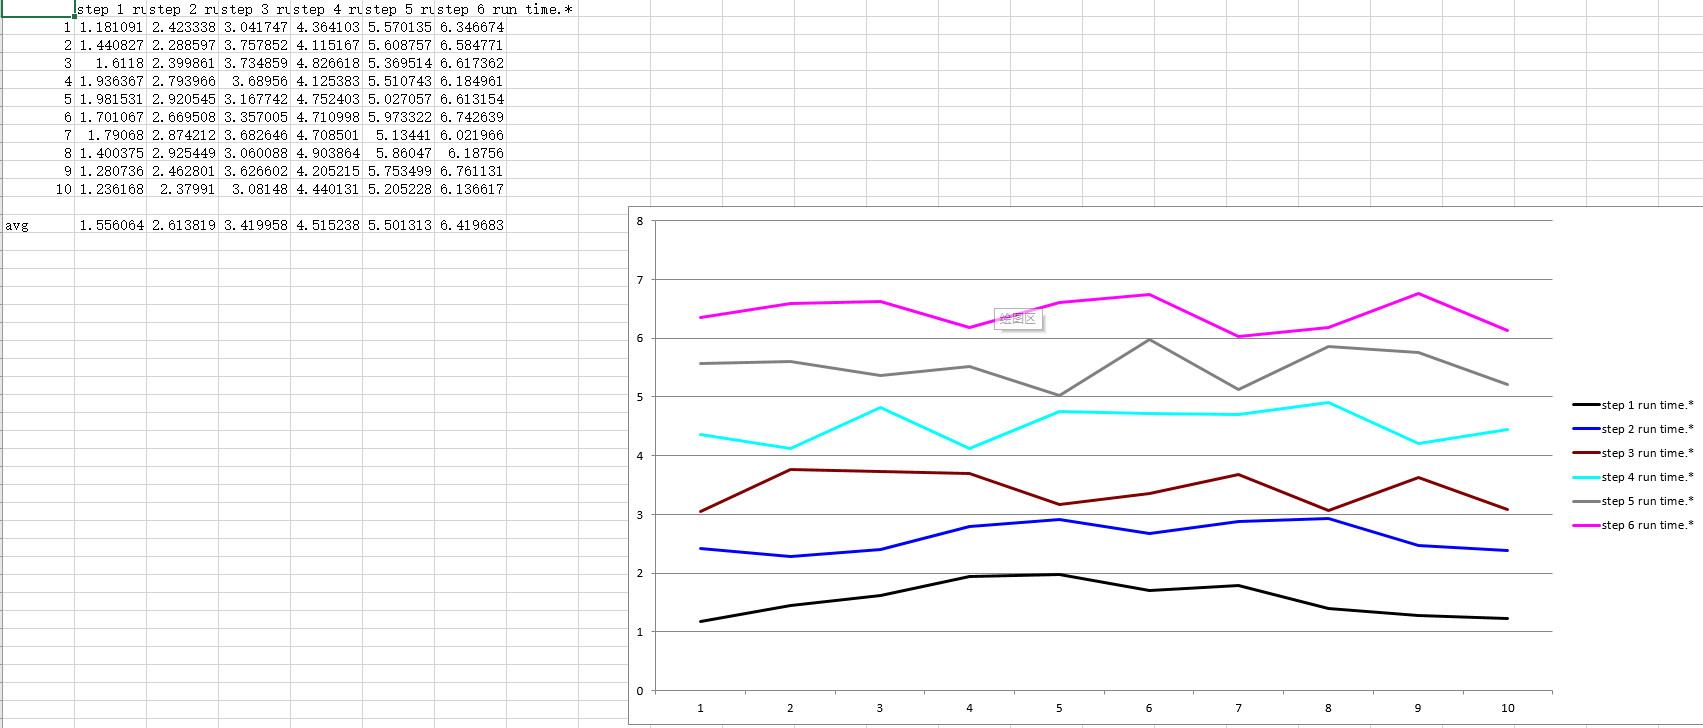 step 1 ru step 2 ru step 3 ru step 4 ru step 5 ru step 6 run time.*
1 1.181091 2.423338 3.041747 4.364103 5.570135 6.346674
2 1.440827 2.288597 3.757852 4.115167 5.608757 6.584771
3 1.6118 2.399861 3.734859 4.826618 5.369514 6.617362
4 1.936367 2.793966 3.68956 4.125383 5.510743 6.184961
5 1.981531 2.920545 3.167742 4.752403 5.027057 6.613154
6 1.701067 2.669508 3.357005 4.710998 5.973322 6.742639
7 1.79068 2.874212 3.682646 4.708501 5.13441 6.021966
8 1.400375 2.925449 3.060088 4.903864 5.86047 6.18756
9 1.280736 2.462801 3.626602 4.205215 5.753499 6.761131
10 1.236168 2.37991 3.08148 4.440131 5.205228 6.136617
avg 1.556064 2.613819 3.419958 4.515238 5.501313 6.419683
8
7
6
5
4
3
2
1
0
绘图区
1 2 3 4 5 6 7 8 9 10
step 1 run time.*
step 2 run time.*
step 3 run time.*
step 4 run time.*
step 5 run time.*
step 6 run time.*